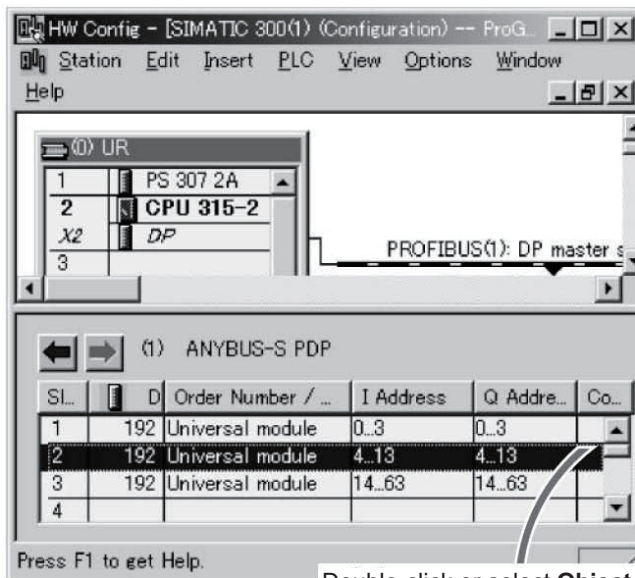 HW Config - [SIMATIC 300(1) (Configuration) -- ProG...
Station Edit Insert PLC View Options Window
Help
(0) UR
1 PS 307 2A
2 CPU 315-2
X2 DP
3
PROFIBUS(1): DP master s
(1) ANYBUS-S PDP
Sl... D Order Number / ... I Address Q Addre... Co...
1 192 Universal module 0...3 0...3
2 192 Universal module 4...13 4...13
3 192 Universal module 14...63 14...63
4
Press F1 to get Help.
Double-click or select Object